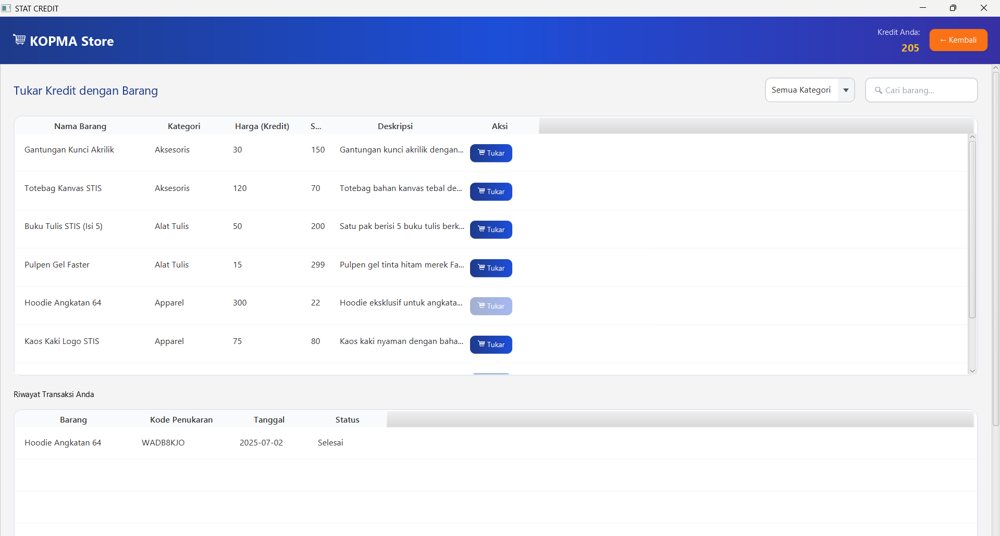 STAT CREDIT
KOPMA Store
Kredit Anda:
205
← Kembali
Tukar Kredit dengan Barang
Semua Kategori
Cari barang...
Nama Barang Kategori Harga (Kredit) S... Deskripsi Aksi
Gantungan Kunci Akrilik Aksesoris 30 150 Gantungan kunci akrilik dengan... Tukar
Totebag Kanvas STIS Aksesoris 120 70 Totebag bahan kanvas tebal de... Tukar
Buku Tulis STIS (Isi 5) Alat Tulis 50 200 Satu pak berisi 5 buku tulis berk... Tukar
Pulpen Gel Faster Alat Tulis 15 299 Pulpen gel tinta hitam merek Fa... Tukar
Hoodie Angkatan 64 Apparel 300 22 Hoodie eksklusif untuk angkata... Tukar
Kaos Kaki Logo STIS Apparel 75 80 Kaos kaki nyaman dengan baha... Tukar
Riwayat Transaksi Anda
Barang Kode Penukaran Tanggal Status
Hoodie Angkatan 64 WADB8KJO 2025-07-02 Selesai